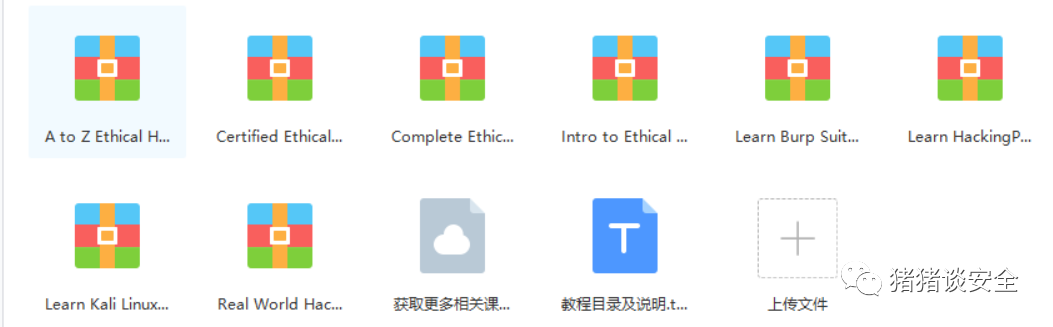 A to Z Ethical H...
Certified Ethical...
Complete Ethic...
Intro to Ethical ...
Learn Burp Suit...
Learn HackingP...
Learn Kali Linux...
Real World Hac...
获取更多相关课...
教程目录及说明.t...
上传文件
猪猪谈安全